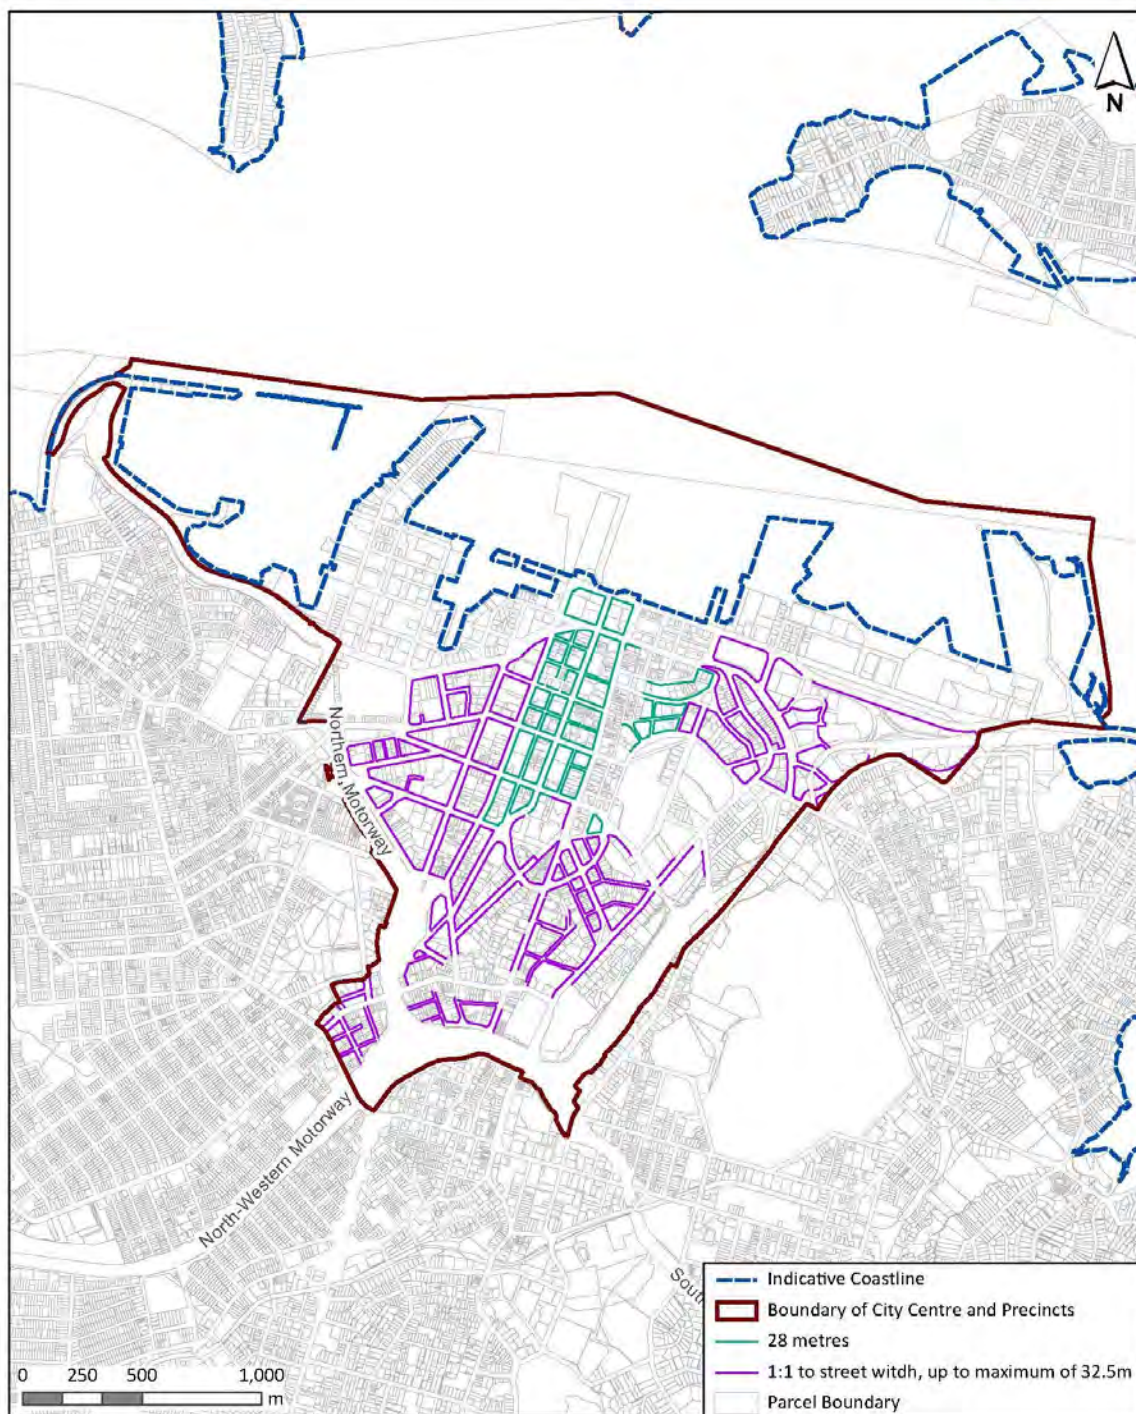 N
Northern Motorway
North-Western Motorway
South
0 250 500 1,000
m
Indicative Coastline
Boundary of City Centre and Precincts
28 metres
1:1 to street witdh, up to maximum of 32.5m
Parcel Boundary